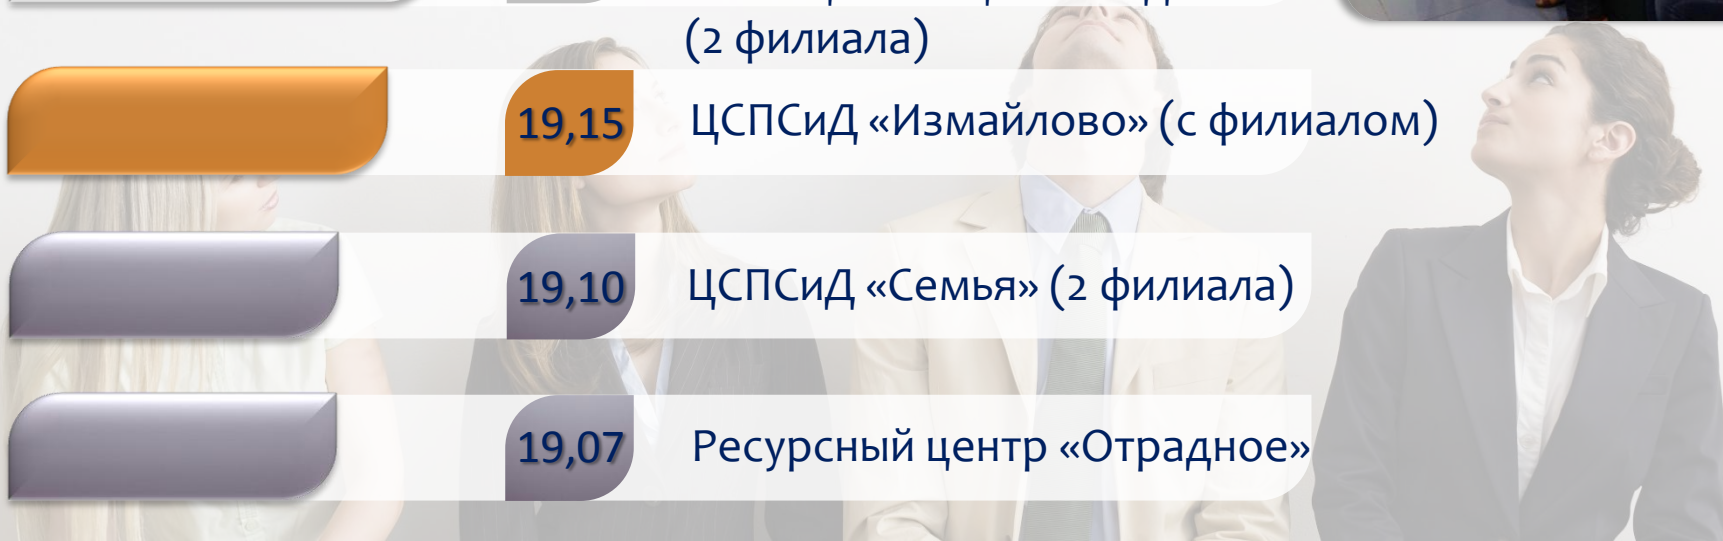 (2 филиала)
19,15 ЦСПСиД «Измайлово» (с филиалом)
19,10 ЦСПСиД «Семья» (2 филиала)
19,07 Ресурсный центр «Отрадное»